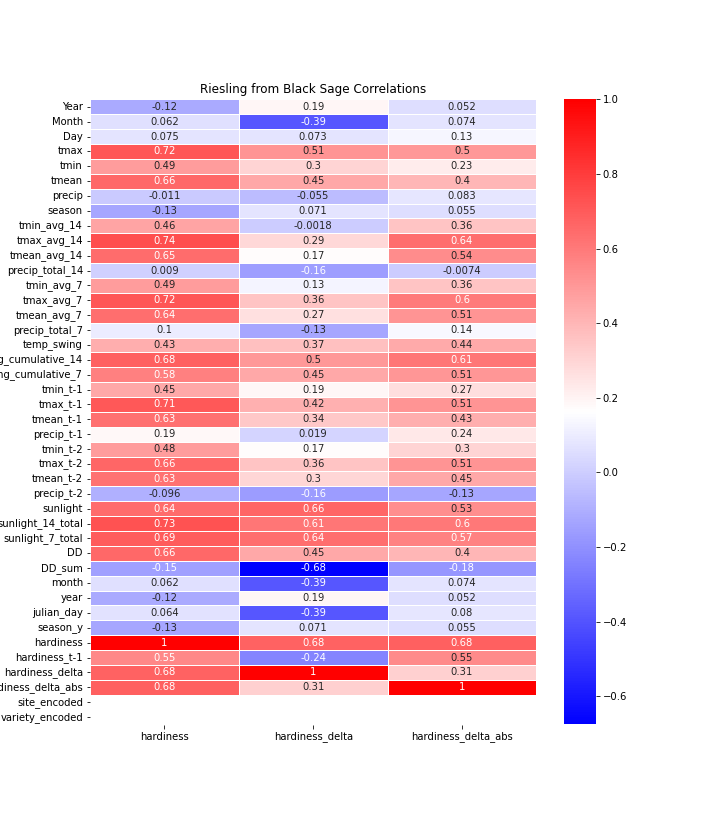 Riesling from Black Sage Correlations
Year -0.12 0.19 0.052
Month 0.062 -0.39 0.074
Day 0.075 0.073 0.13
tmax 0.72 0.51 0.5
tmin 0.49 0.3 0.23
tmean 0.66 0.45 0.4
precip -0.011 -0.055 0.083
season -0.13 0.071 0.055
tmin_avg_14 0.46 -0.0018 0.36
tmax_avg_14 0.74 0.29 0.64
tmean_avg_14 0.65 0.17 0.54
precip_total_14 0.009 -0.16 -0.0074
tmin_avg_7 0.49 0.13 0.36
tmax_avg_7 0.72 0.36 0.6
tmean_avg_7 0.64 0.27 0.51
precip_total_7 0.1 -0.13 0.14
temp_swing 0.43 0.37 0.44
g_cumulative_14 0.68 0.5 0.61
ng_cumulative_7 0.58 0.45 0.51
tmin_t-1 0.45 0.19 0.27
tmax_t-1 0.71 0.42 0.51
tmean_t-1 0.63 0.34 0.43
precip_t-1 0.19 0.019 0.24
tmin_t-2 0.48 0.17 0.3
tmax_t-2 0.66 0.36 0.51
tmean_t-2 0.63 0.3 0.45
precip_t-2 -0.096 -0.16 -0.13
sunlight 0.64 0.66 0.53
sunlight_14_total 0.73 0.61 0.6
sunlight_7_total 0.69 0.64 0.57
DD 0.66 0.45 0.4
DD_sum -0.15 -0.68 -0.18
month 0.062 -0.39 0.074
year -0.12 0.19 0.052
julian_day 0.064 -0.39 0.08
season_y -0.13 0.071 0.055
hardiness 1 0.68 0.68
hardiness_t-1 0.55 -0.24 0.55
hardiness_delta 0.68 1 0.31
diness_delta_abs 0.68 0.31 1
site_encoded
variety_encoded
hardiness hardiness_delta hardiness_delta_abs
1.0
0.8
0.6
0.4
0.2
0.0
−0.2
−0.4
−0.6